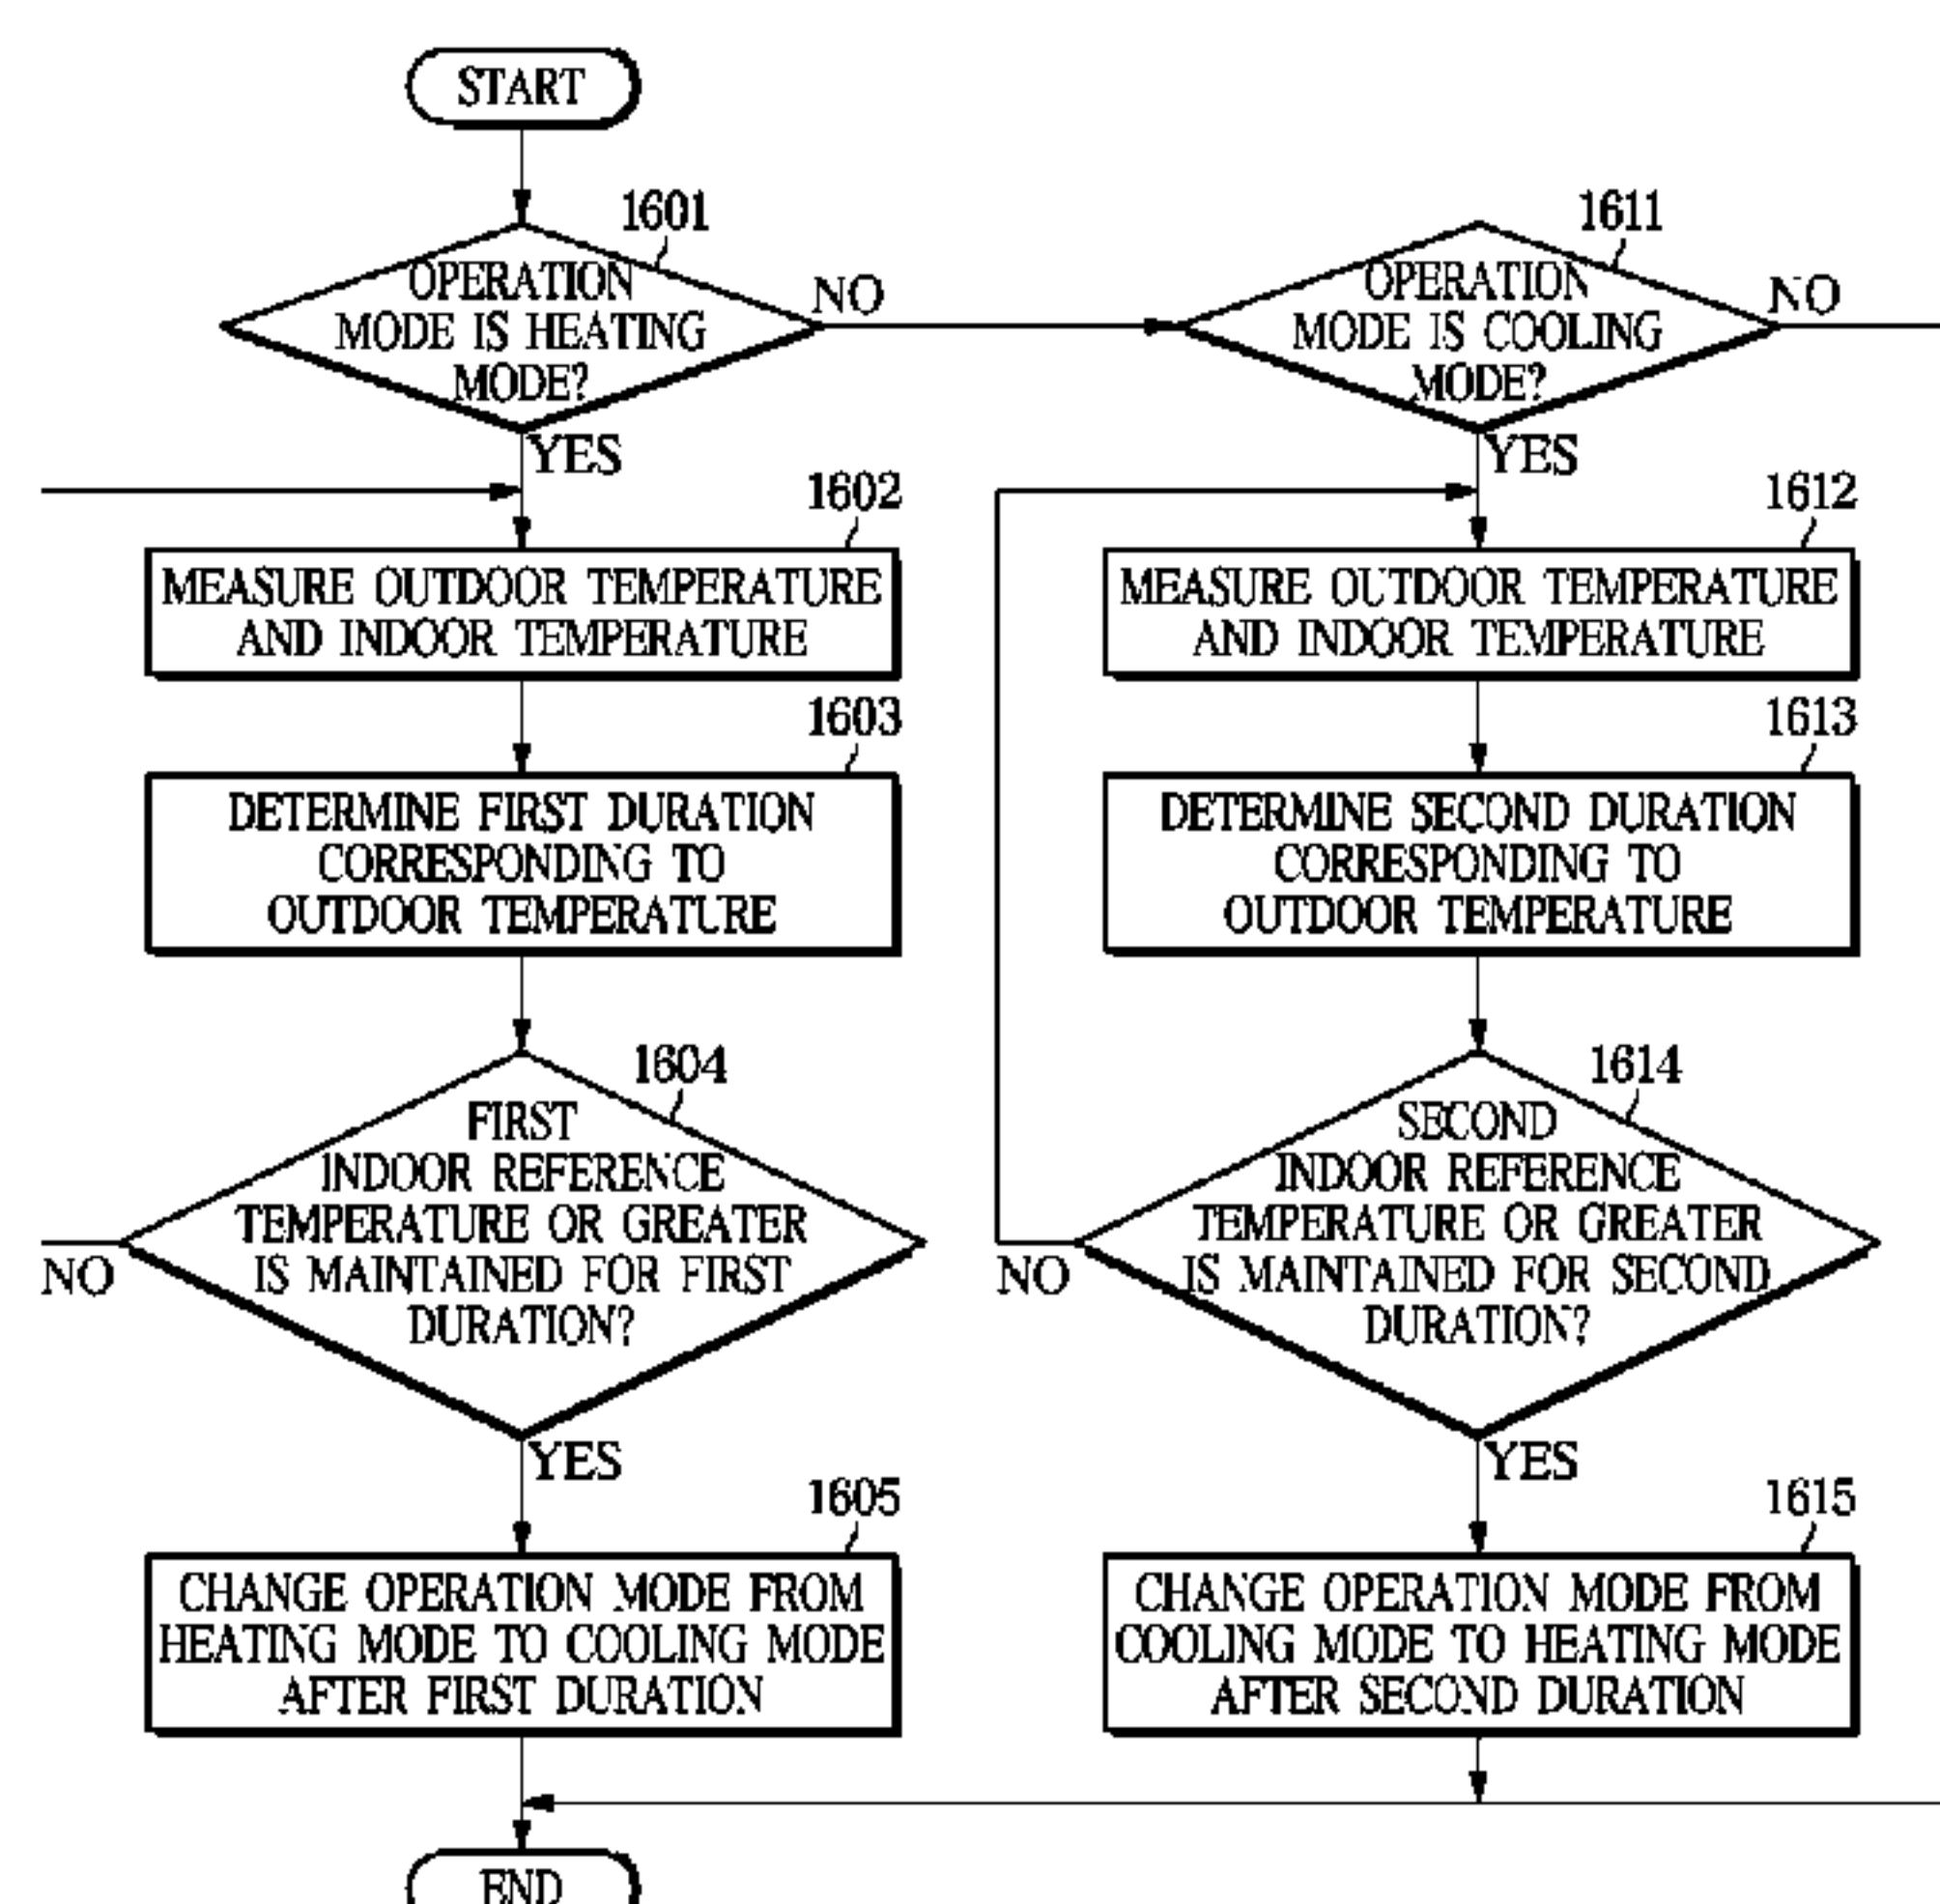 START
1601
OPERATION
MODE IS HEATING
MODE?
NO
YES
1602
MEASURE OUTDOOR TEMPERATURE
AND INDOOR TEMPERATURE
1603
DETERMINE FIRST DURATION
CORRESPONDING TO
OUTDOOR TEMPERATURE
1604
FIRST
INDOOR REFERENCE
TEMPERATURE OR GREATER
IS MAINTAINED FOR FIRST
DURATION?
NO
YES
1605
CHANGE OPERATION MODE FROM
HEATING MODE TO COOLING MODE
AFTER FIRST DURATION
1611
OPERATION
MODE IS COOLING
MODE?
NO
YES
1612
MEASURE OUTDOOR TEMPERATURE
AND INDOOR TEMPERATURE
1613
DETERMINE SECOND DURATION
CORRESPONDING TO
OUTDOOR TEMPERATURE
1614
SECOND
INDOOR REFERENCE
TEMPERATURE OR GREATER
IS MAINTAINED FOR SECOND
DURATION?
NO
YES
1615
CHANGE OPERATION MODE FROM
COOLING MODE TO HEATING MODE
AFTER SECOND DURATION
END